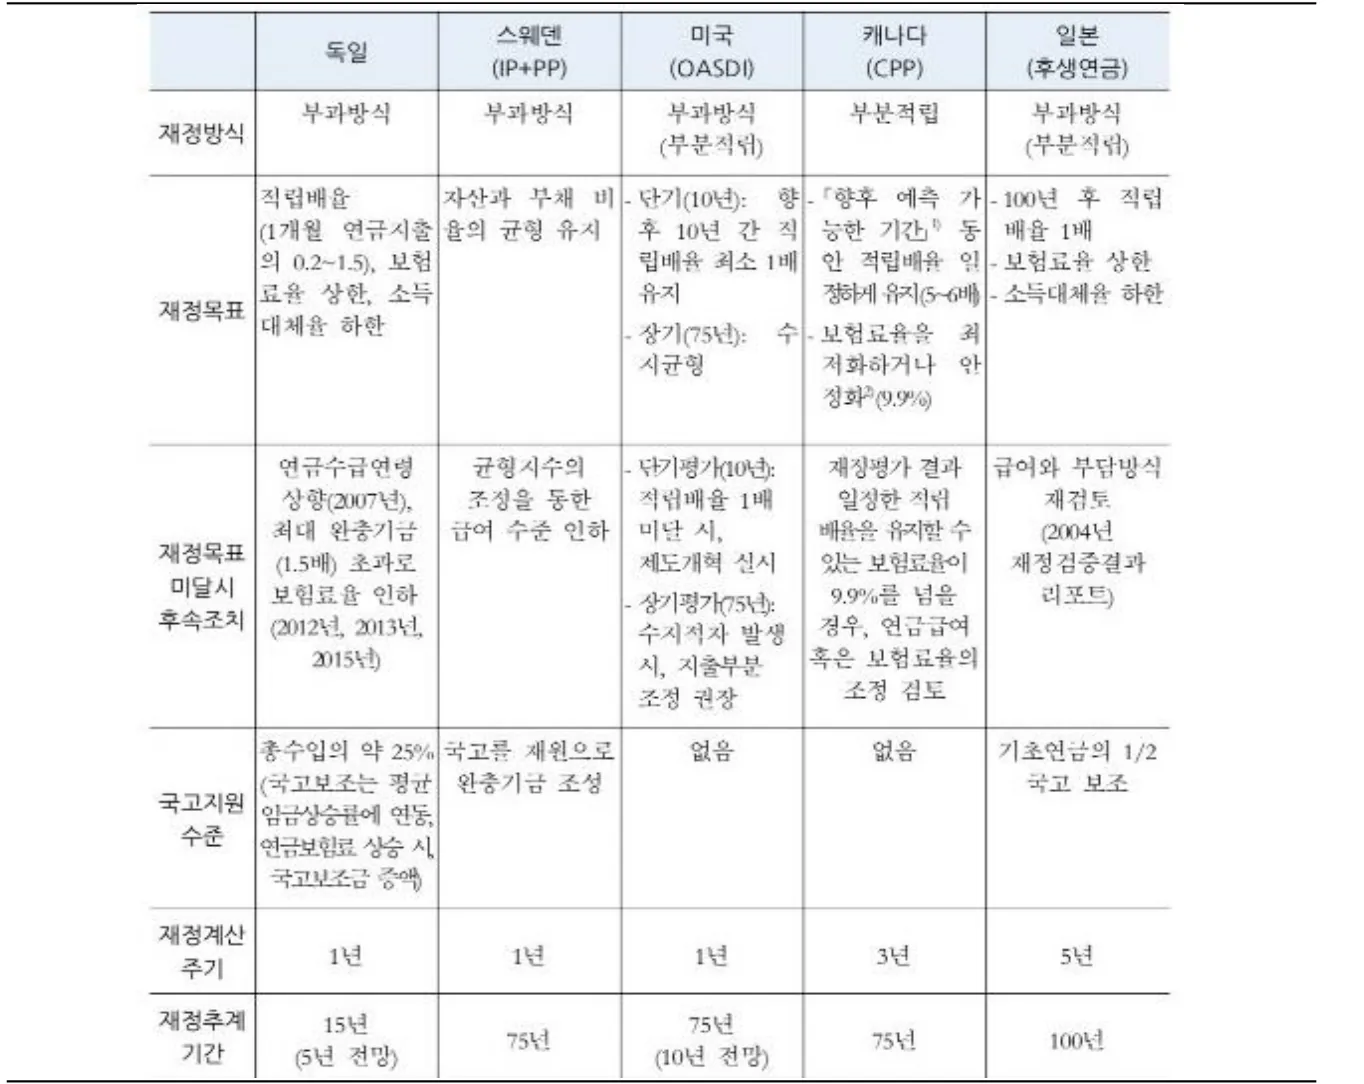 독일
스웨덴
(IP+PP)
미국
(OASDI)
캐나다
(CPP)
일본
(후생연금)
재정방식
부과방식
부과방식
부과방식
(부분적립)
부분적립
부과방식
(부분적립)
재정목표
적립배율
(1개월 연금지출
의 0.2~1.5), 보험
료율 상한, 소득
대체율 하한
자산과 부채 비
율의 균형 유지
- 단기(10년): 향
후 10년 간 적
립배율 최소 1배
유지
- 장기(75년): 수
지균형
- 「향후 예측 가
능한 기간」1) 동
안 적립배율 일
정하게 유지(5~6배)
- 보험료율을 최
저화하거나 안
정화2)(9.9%)
- 100년 후 적립
배율 1배
- 보험료율 상한
- 소득대체율 하한
재정목표
미달시
후속조치
연금수급연령
상향(2007년),
최대 완충기금
(1.5배) 초과로
보험료율 인하
(2012년, 2013년,
2015년)
균형지수의
조정을 통한
급여 수준 인하
- 단기평가(10년):
적립배율 1배
미달 시,
제도개혁 실시
- 장기평가(75년):
수지적자 발생
시, 지출부분
조정 권장
재정평가 결과
일정한 적립
배율을 유지할 수
있는 보험료율이
9.9%를 넘을
경우, 연금급여
혹은 보험료율의
조정 검토
급여와 부담방식
재검토
(2004년
재정검증결과
리포트)
국고지원
수준
총수입의 약 25%
(국고보조는 평균
임금상승률에 연동,
연금보험료 상승 시,
국고보조금 증액)
국고를 재원으로
완충기금 조성
없음
없음
기초연금의 1/2
국고 보조
재정계산
주기
1년
1년
1년
3년
5년
재정추계
기간
15년
(5년 전망)
75년
75년
(10년 전망)
75년
100년